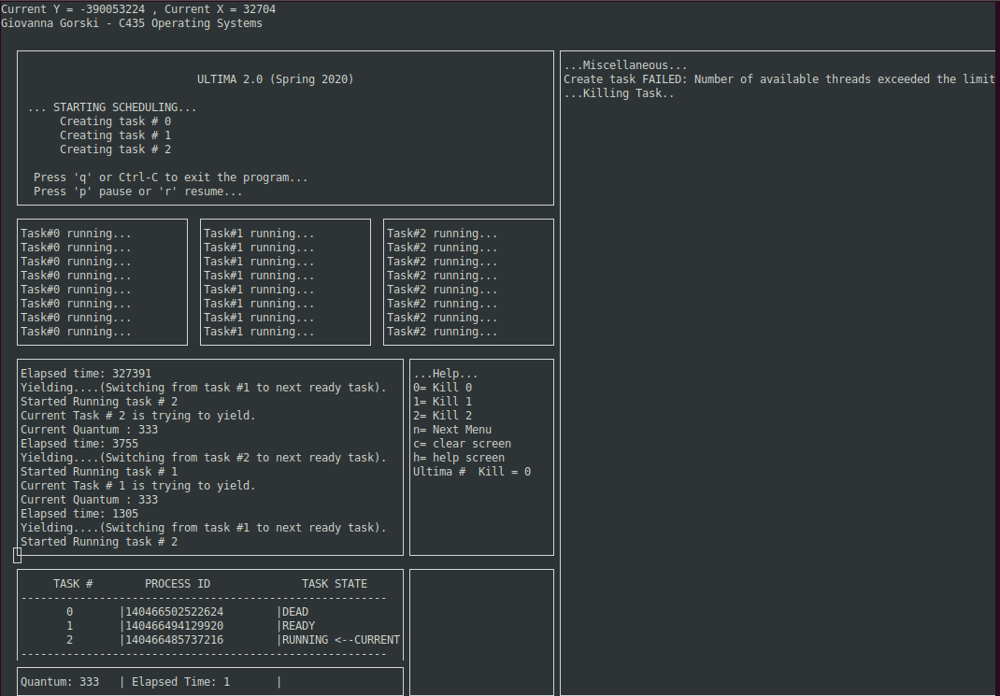 Current Y = -390053224 , Current X = 32704
Giovanna Gorski - C435 Operating Systems
ULTIMA 2.0 (Spring 2020)
... STARTING SCHEDULING...
Creating task # 0
Creating task # 1
Creating task # 2
Press 'q' or Ctrl-C to exit the program...
Press 'p' pause or 'r' resume...
...Miscellaneous...
Create task FAILED: Number of available threads exceeded the limit
...Killing Task..
Task#0 running...
Task#0 running...
Task#0 running...
Task#0 running...
Task#0 running...
Task#0 running...
Task#0 running...
Task#0 running...
Task#1 running...
Task#1 running...
Task#1 running...
Task#1 running...
Task#1 running...
Task#1 running...
Task#1 running...
Task#1 running...
Task#2 running...
Task#2 running...
Task#2 running...
Task#2 running...
Task#2 running...
Task#2 running...
Task#2 running...
Task#2 running...
Elapsed time: 327391
Yielding....(Switching from task #1 to next ready task).
Started Running task # 2
Current Task # 2 is trying to yield.
Current Quantum : 333
Elapsed time: 3755
Yielding....(Switching from task #2 to next ready task).
Started Running task # 1
Current Task # 1 is trying to yield.
Current Quantum : 333
Elapsed time: 1305
Yielding....(Switching from task #1 to next ready task).
Started Running task # 2
...Help...
0= Kill 0
1= Kill 1
2= Kill 2
n= Next Menu
c= clear screen
h= help screen
Ultima #  Kill = 0
TASK # PROCESS ID TASK STATE
--------------------------------------------------------
0 |140466502522624 |DEAD
1 |140466494129920 |READY
2 |140466485737216 |RUNNING <--CURRENT
--------------------------------------------------------
Quantum: 333 | Elapsed Time: 1 |